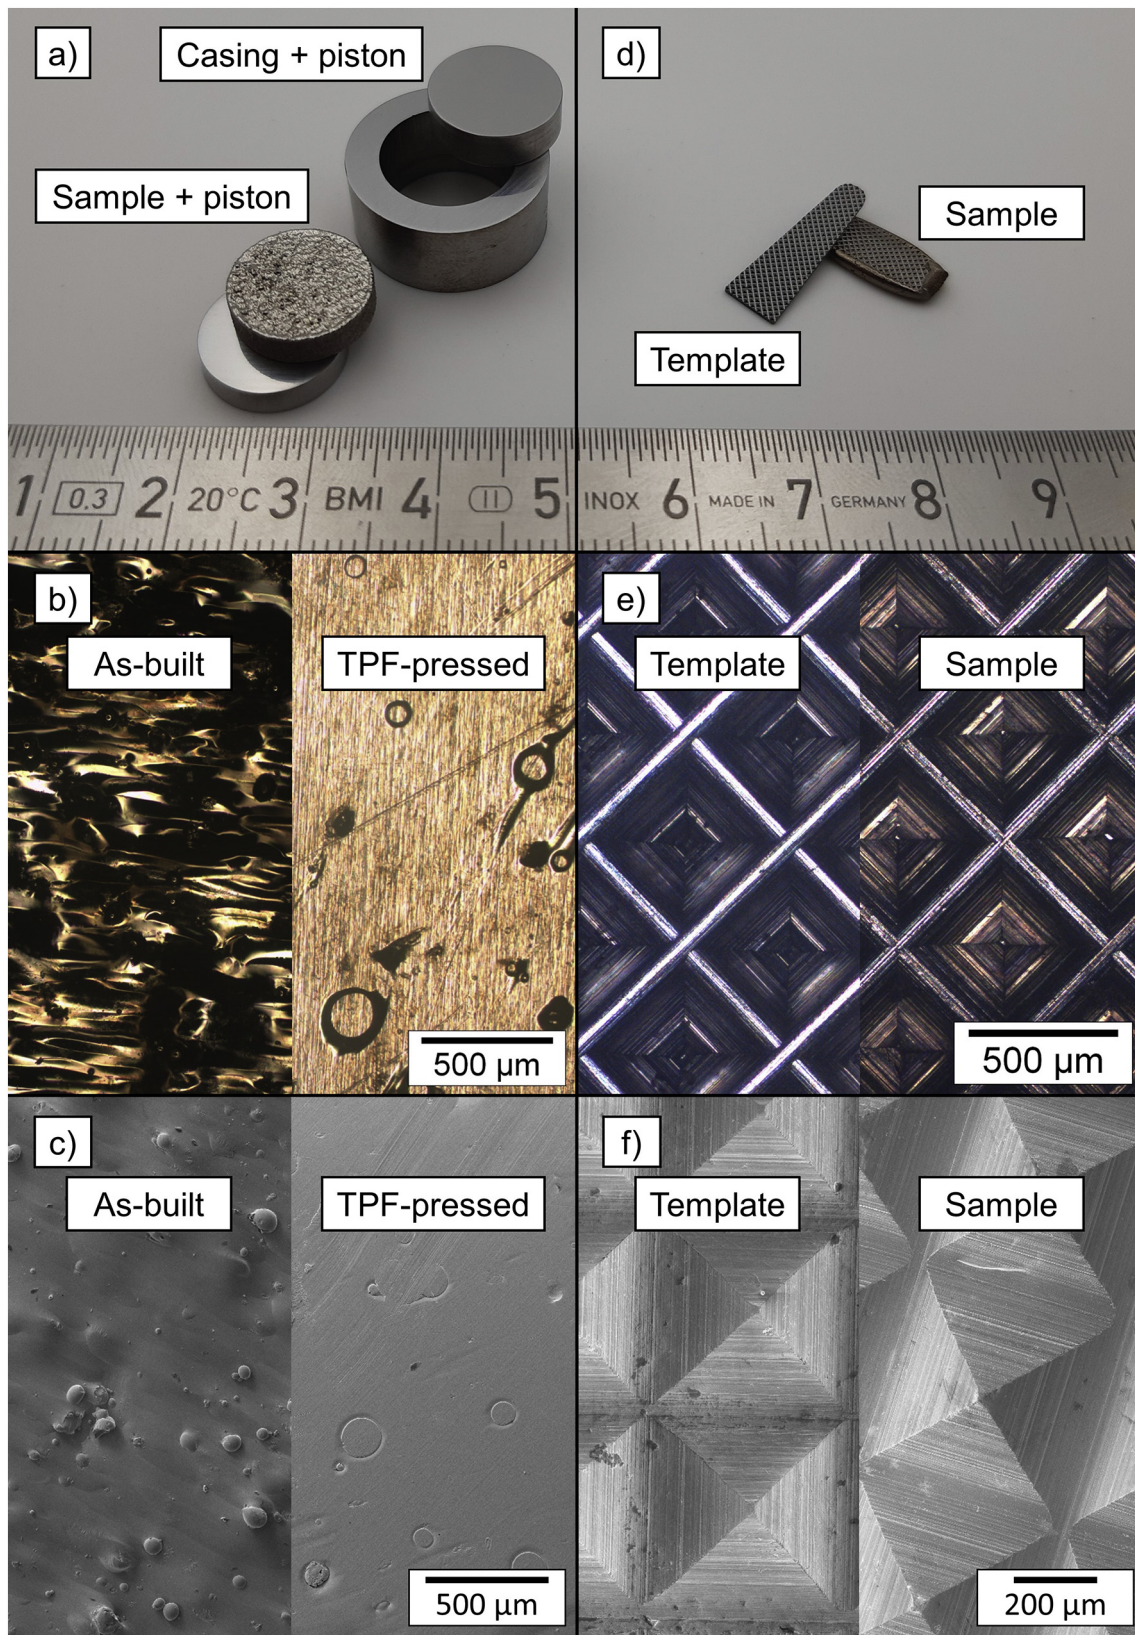 a)
Casing + piston
Sample + piston
d)
Sample
Template
1 0.3 2 20°C 3 BMI 4 II 5 INOX 6 MADE IN 7 GERMANY 8 9
b)
As-built
TPF-pressed
500 µm
e)
Template
Sample
500 µm
c)
As-built
TPF-pressed
500 µm
f)
Template
Sample
200 µm